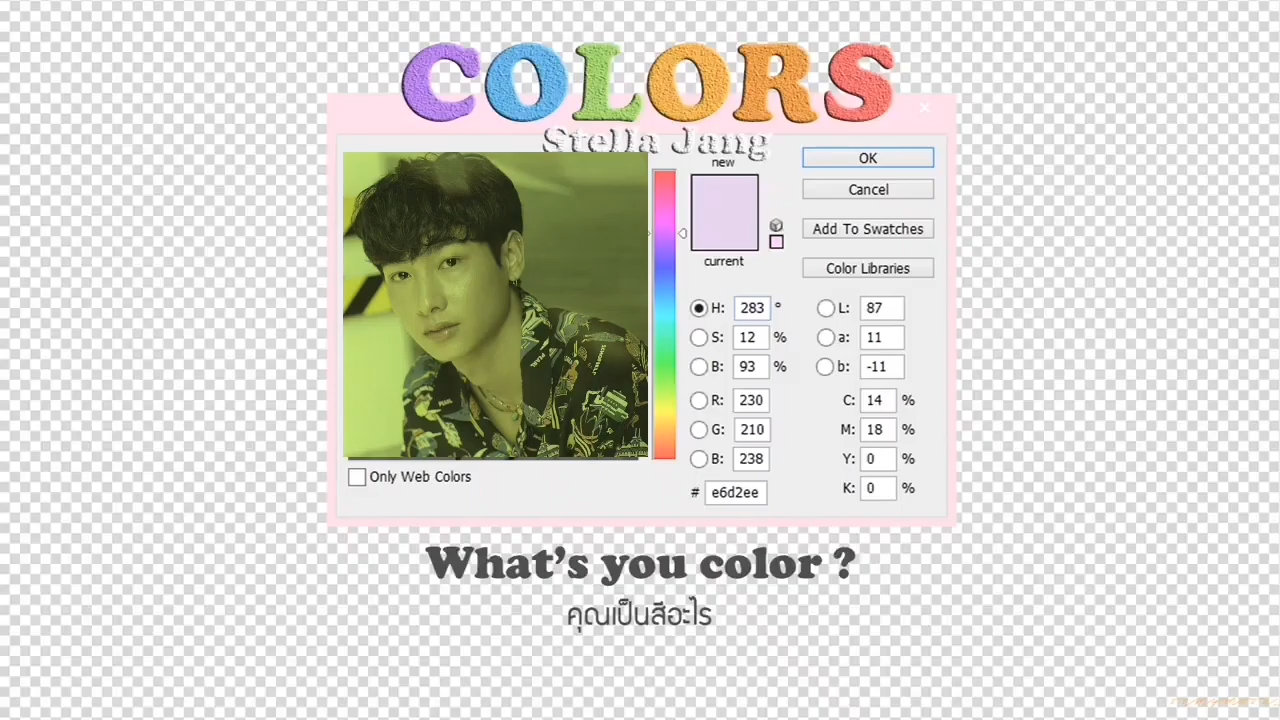 COLORS
Stella Jang
new
OK
Cancel
Add To Swatches
current
Color Libraries
H: 283 °
L: 87
S: 12 %
a: 11
B: 93 %
b: -11
R: 230
C: 14 %
G: 210
M: 18 %
B: 238
Y: 0 %
Only Web Colors
# e6d2ee
K: 0 %
What's you color ?
คุณเป็นสีอะไร